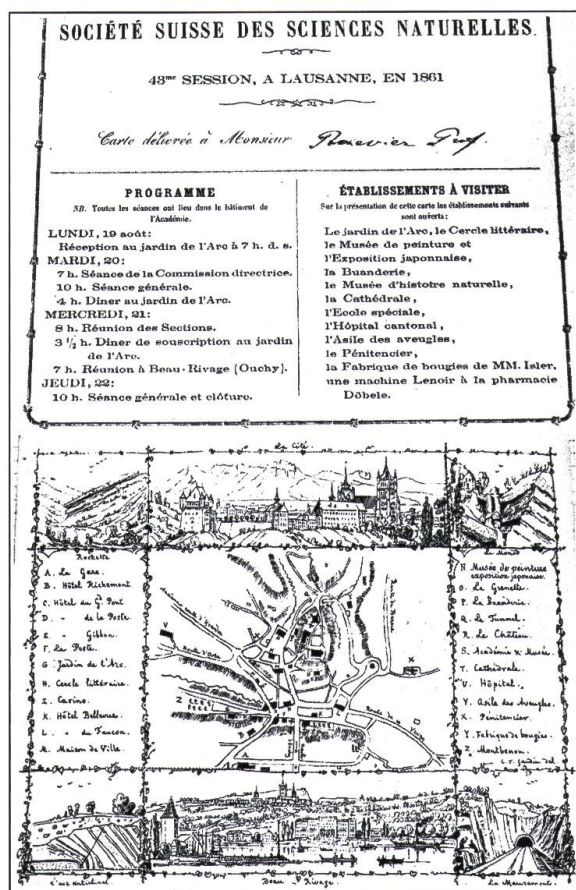 SOCIÉTÉ SUISSE DES SCIENCES NATURELLES.
43me SESSION, A LAUSANNE, EN 1861
Carte délivrée à Monsieur
PROGRAMME
NB. Toutes les séances ont lieu dans le bâtiment de
l'Académie.
LUNDI, 19 août:
Réception au jardin de l'Arc à 7 h. d. s.
MARDI, 20:
7 h. Séance de la Commission directrice.
10 h. Séance générale.
4 h. Diner au jardin de l'Arc.
MERCREDI, 21:
8 h. Réunion des Sections.
3 1/2 h. Diner de souscription au jardin
de l'Arc.
7 h. Réunion à Beau-Rivage (Ouchy).
JEUDI, 22:
10 h. Séance générale et clôture.
ÉTABLISSEMENTS À VISITER
Sur la présentation de cette carte les établissements suivants
sont ouverts:
Le jardin de l'Arc, le Cercle littéraire,
le Musée de peinture et
l'Exposition japonnaise,
la Buanderie,
le Musée d'histotre naturelle,
la Cathédrale,
l'Ecole spéciale,
l'Hôpital cantonal,
l'Asile des aveugles,
le Pénitencier,
la Fabrique de bougies de MM. Isler,
une machine Lenoir à la pharmacie
Döbele.
La Cité.
Rochette
A. La Gare.
B. Hôtel Richemont
C. Hôtel du Gd Pont
D. " de la Poste
E. " Gibbon.
F. La Poste.
G. Jardin de l'Arc.
H. Cercle littéraire.
I. Casino.
K. Hôtel Bellevue.
L. " du Faucon.
M. Maison de Ville.
N. Musée de peinture
exposition japonaise.
O. La Grenette
P. La Buanderie.
Q. Le Tunnel.
R. Le Château.
S. Académie & Musée.
T. Cathédrale.
U. Hôpital.
V. Asile des Aveugles.
X. Pénitencier.
Y. Fabrique de bougies.
Z. Montbenon.
Beau Rivage.